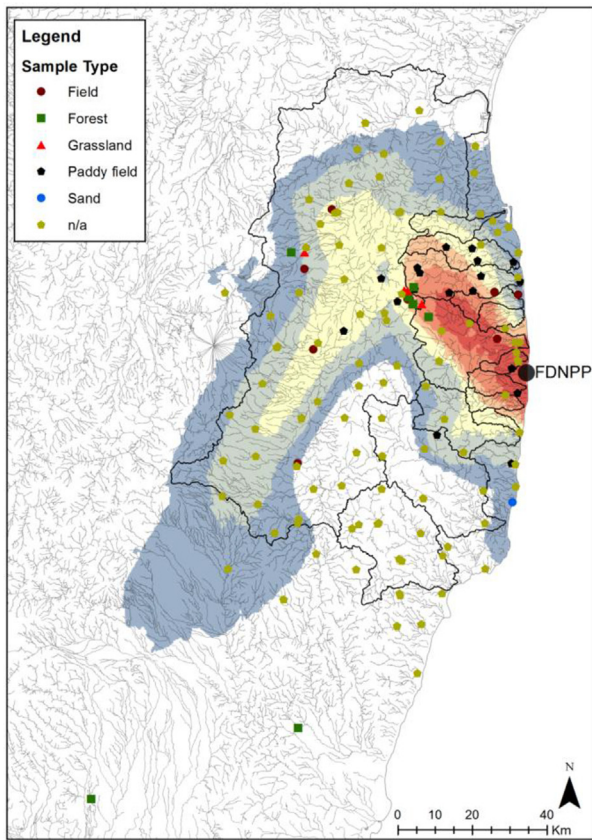 Legend
Sample Type
Field
Forest
Grassland
Paddy field
Sand
n/a
FDNPP
N
0 10 20 40
Km